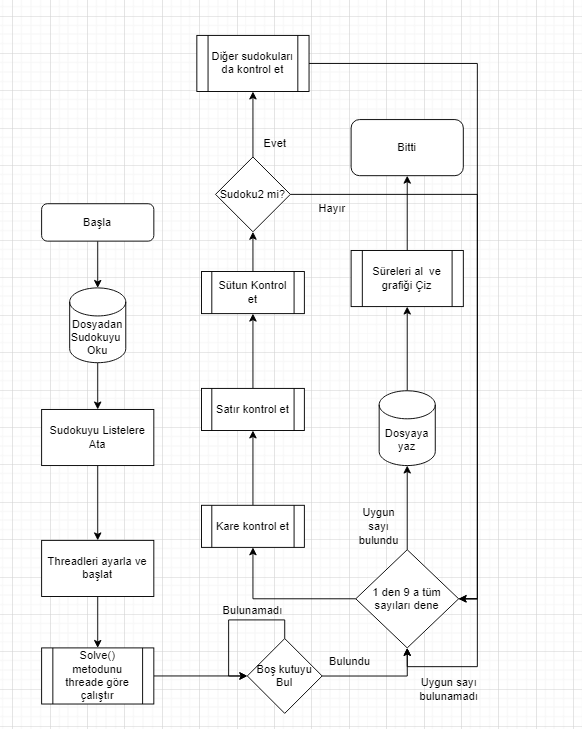 Diğer sudokuları
da kontrol et
Evet
Bitti
Sudoku2 mi?
Hayır
Başla
Süreleri al ve
grafiği Çiz
Sütun Kontrol
et
Dosyadan
Sudokuyu
Oku
Satır kontrol et
Sudokuyu Listelere
Ata
Dosyaya
yaz
Uygun
sayı
bulundu
Kare kontrol et
Threadleri ayarla ve
başlat
1 den 9 a tüm
sayıları dene
Bulunamadı
Solve()
metodunu
threade göre
çalıştır
Boş kutuyu
Bul
Bulundu
Uygun sayı
bulunamadı